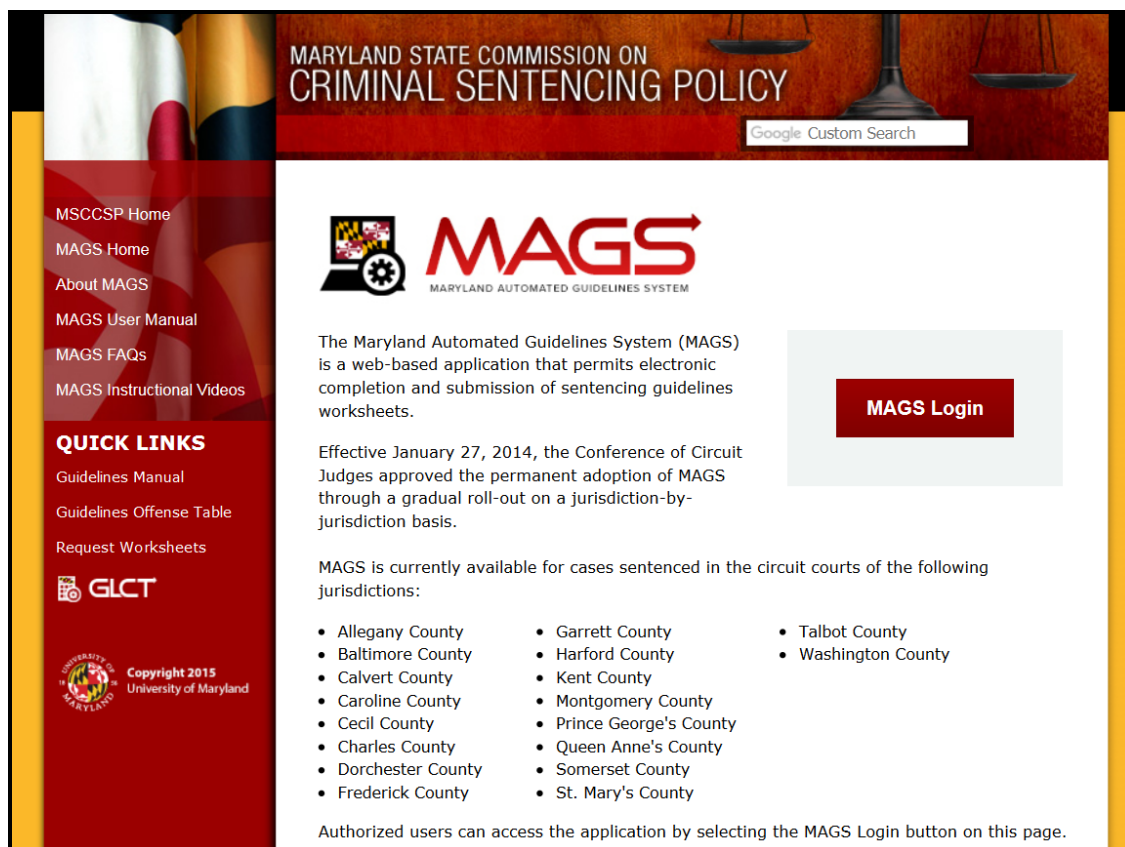 MARYLAND STATE COMMISSION ON
CRIMINAL SENTENCING POLICY
Google Custom Search
MSCCSP Home
MAGS Home
About MAGS
MAGS User Manual
MAGS FAQs
MAGS Instructional Videos
QUICK LINKS
Guidelines Manual
Guidelines Offense Table
Request Worksheets
GLCT
UNIVERSITY OF MARYLAND
Copyright 2015
University of Maryland
MAGS
MARYLAND AUTOMATED GUIDELINES SYSTEM
The Maryland Automated Guidelines System (MAGS)
is a web-based application that permits electronic
completion and submission of sentencing guidelines
worksheets.
MAGS Login
Effective January 27, 2014, the Conference of Circuit
Judges approved the permanent adoption of MAGS
through a gradual roll-out on a jurisdiction-by-
jurisdiction basis.
MAGS is currently available for cases sentenced in the circuit courts of the following
jurisdictions:
• Allegany County
• Baltimore County
• Calvert County
• Caroline County
• Cecil County
• Charles County
• Dorchester County
• Frederick County
• Garrett County
• Harford County
• Kent County
• Montgomery County
• Prince George's County
• Queen Anne's County
• Somerset County
• St. Mary's County
• Talbot County
• Washington County
Authorized users can access the application by selecting the MAGS Login button on this page.